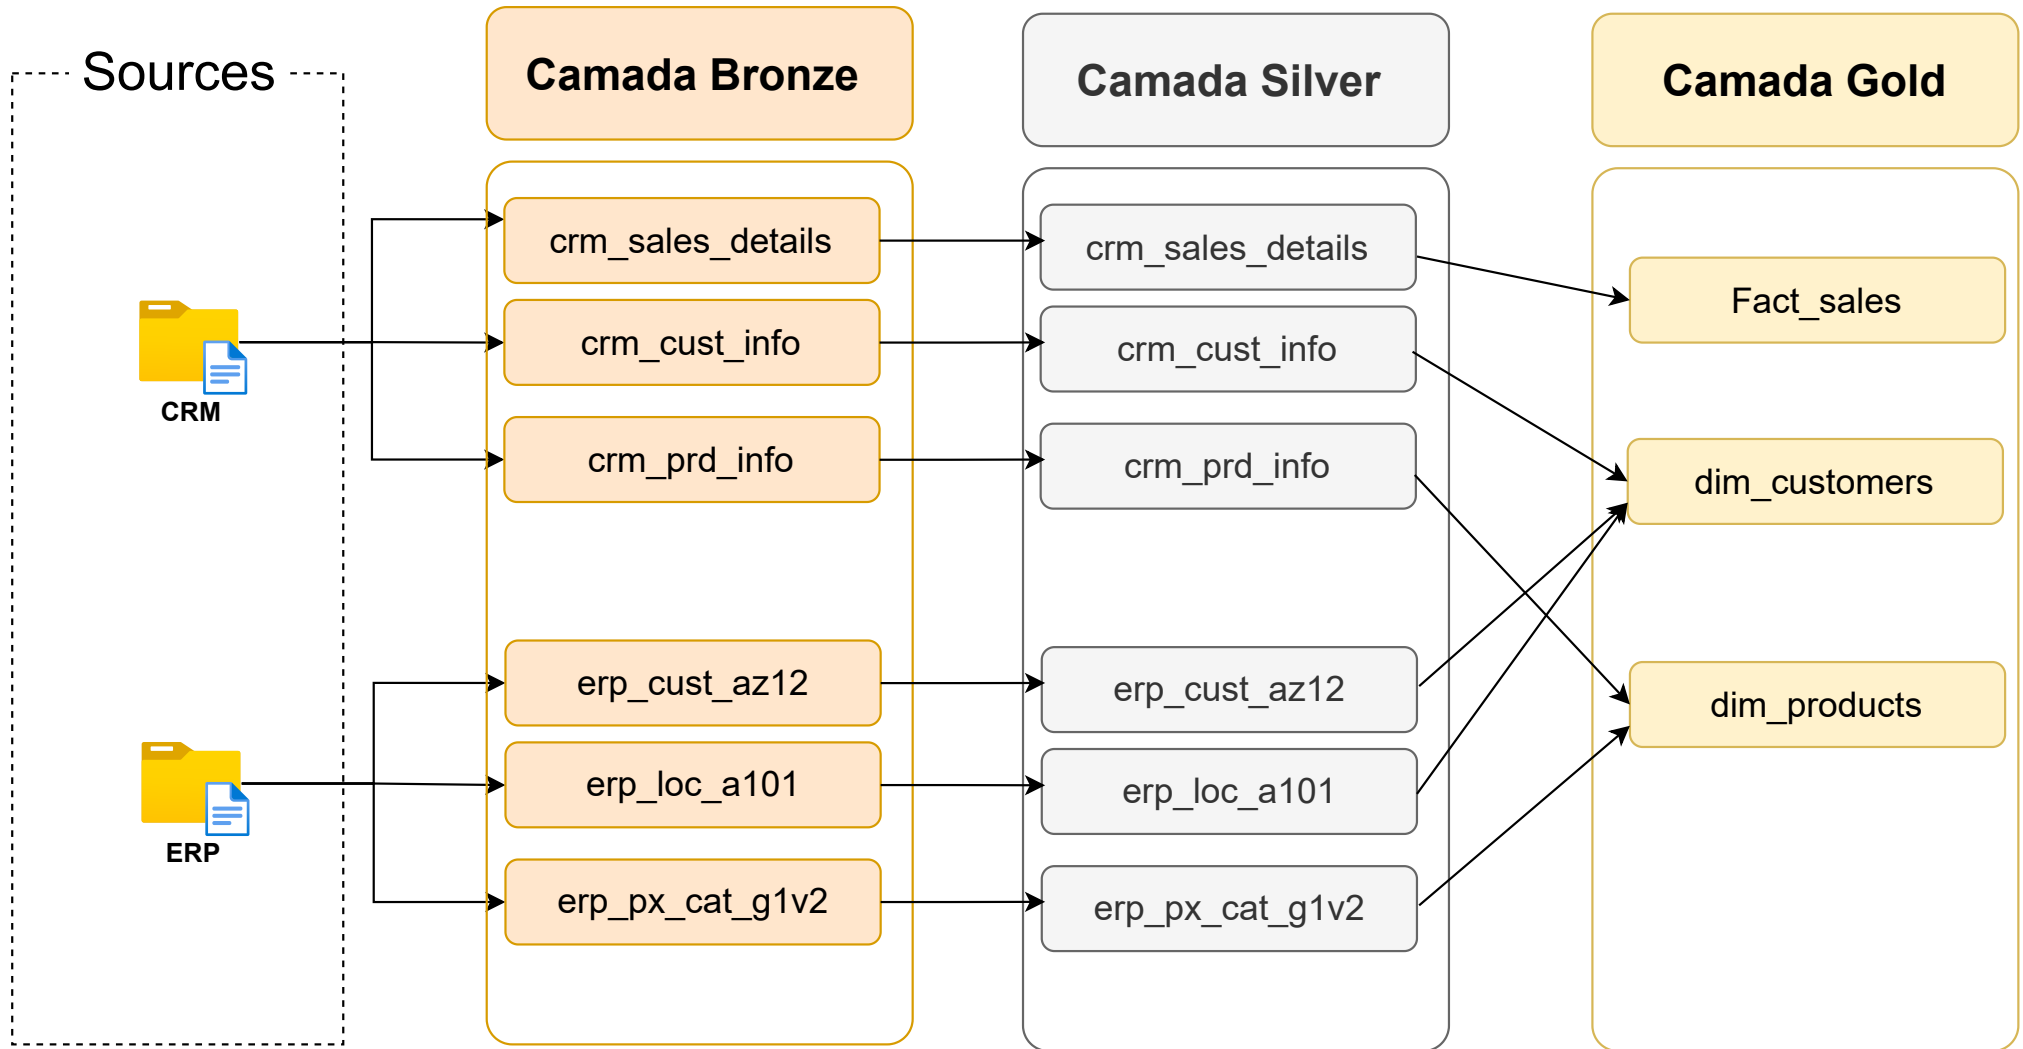 Sources
Camada Bronze
Camada Silver
Camada Gold
CRM
ERP
crm_sales_details
crm_cust_info
crm_prd_info
erp_cust_az12
erp_loc_a101
erp_px_cat_g1v2
crm_sales_details
crm_cust_info
crm_prd_info
erp_cust_az12
erp_loc_a101
erp_px_cat_g1v2
Fact_sales
dim_customers
dim_products